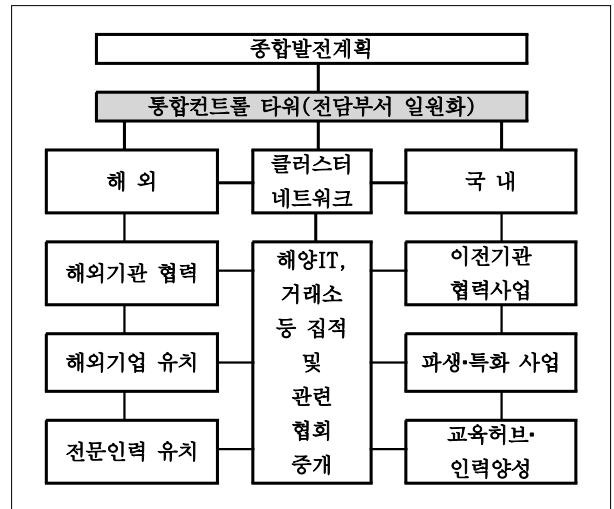 종합발전계획
통합컨트롤 타워(전담부서 일원화)
해 외
클러스터
네트워크
국 내
해외기관 협력
해양IT,
거래소
등 집적
및
관련
협회
중개
이전기관
협력사업
해외기업 유치
파생•특화 사업
전문인력 유치
교육허브•
인력양성